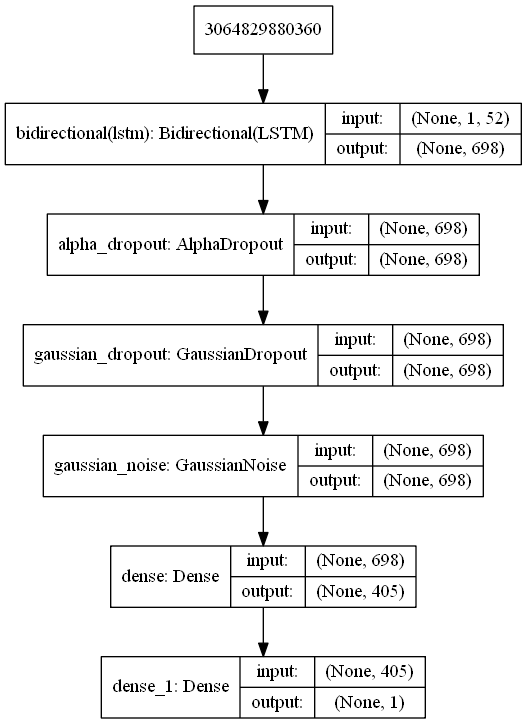 3064829880360
bidirectional(lstm): Bidirectional(LSTM)
input: (None, 1, 52)
output: (None, 698)
alpha_dropout: AlphaDropout
input: (None, 698)
output: (None, 698)
gaussian_dropout: GaussianDropout
input: (None, 698)
output: (None, 698)
gaussian_noise: GaussianNoise
input: (None, 698)
output: (None, 698)
dense: Dense
input: (None, 698)
output: (None, 405)
dense_1: Dense
input: (None, 405)
output: (None, 1)